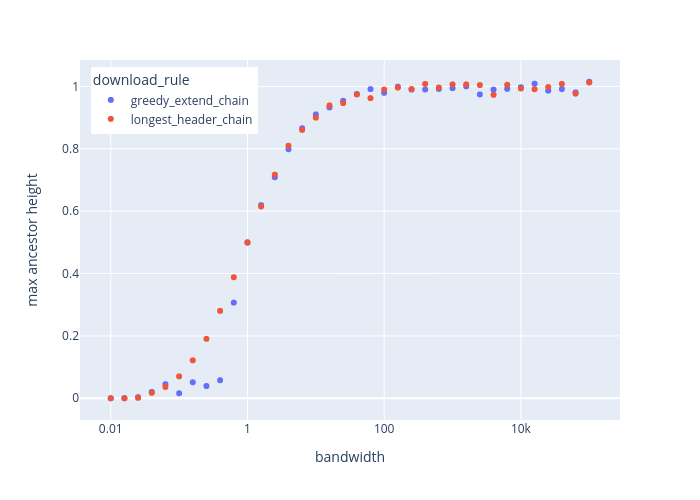 download_rule
greedy_extend_chain
longest_header_chain
1
0.8
0.6
0.4
0.2
0
max ancestor height
0.01 1 100 10k
bandwidth